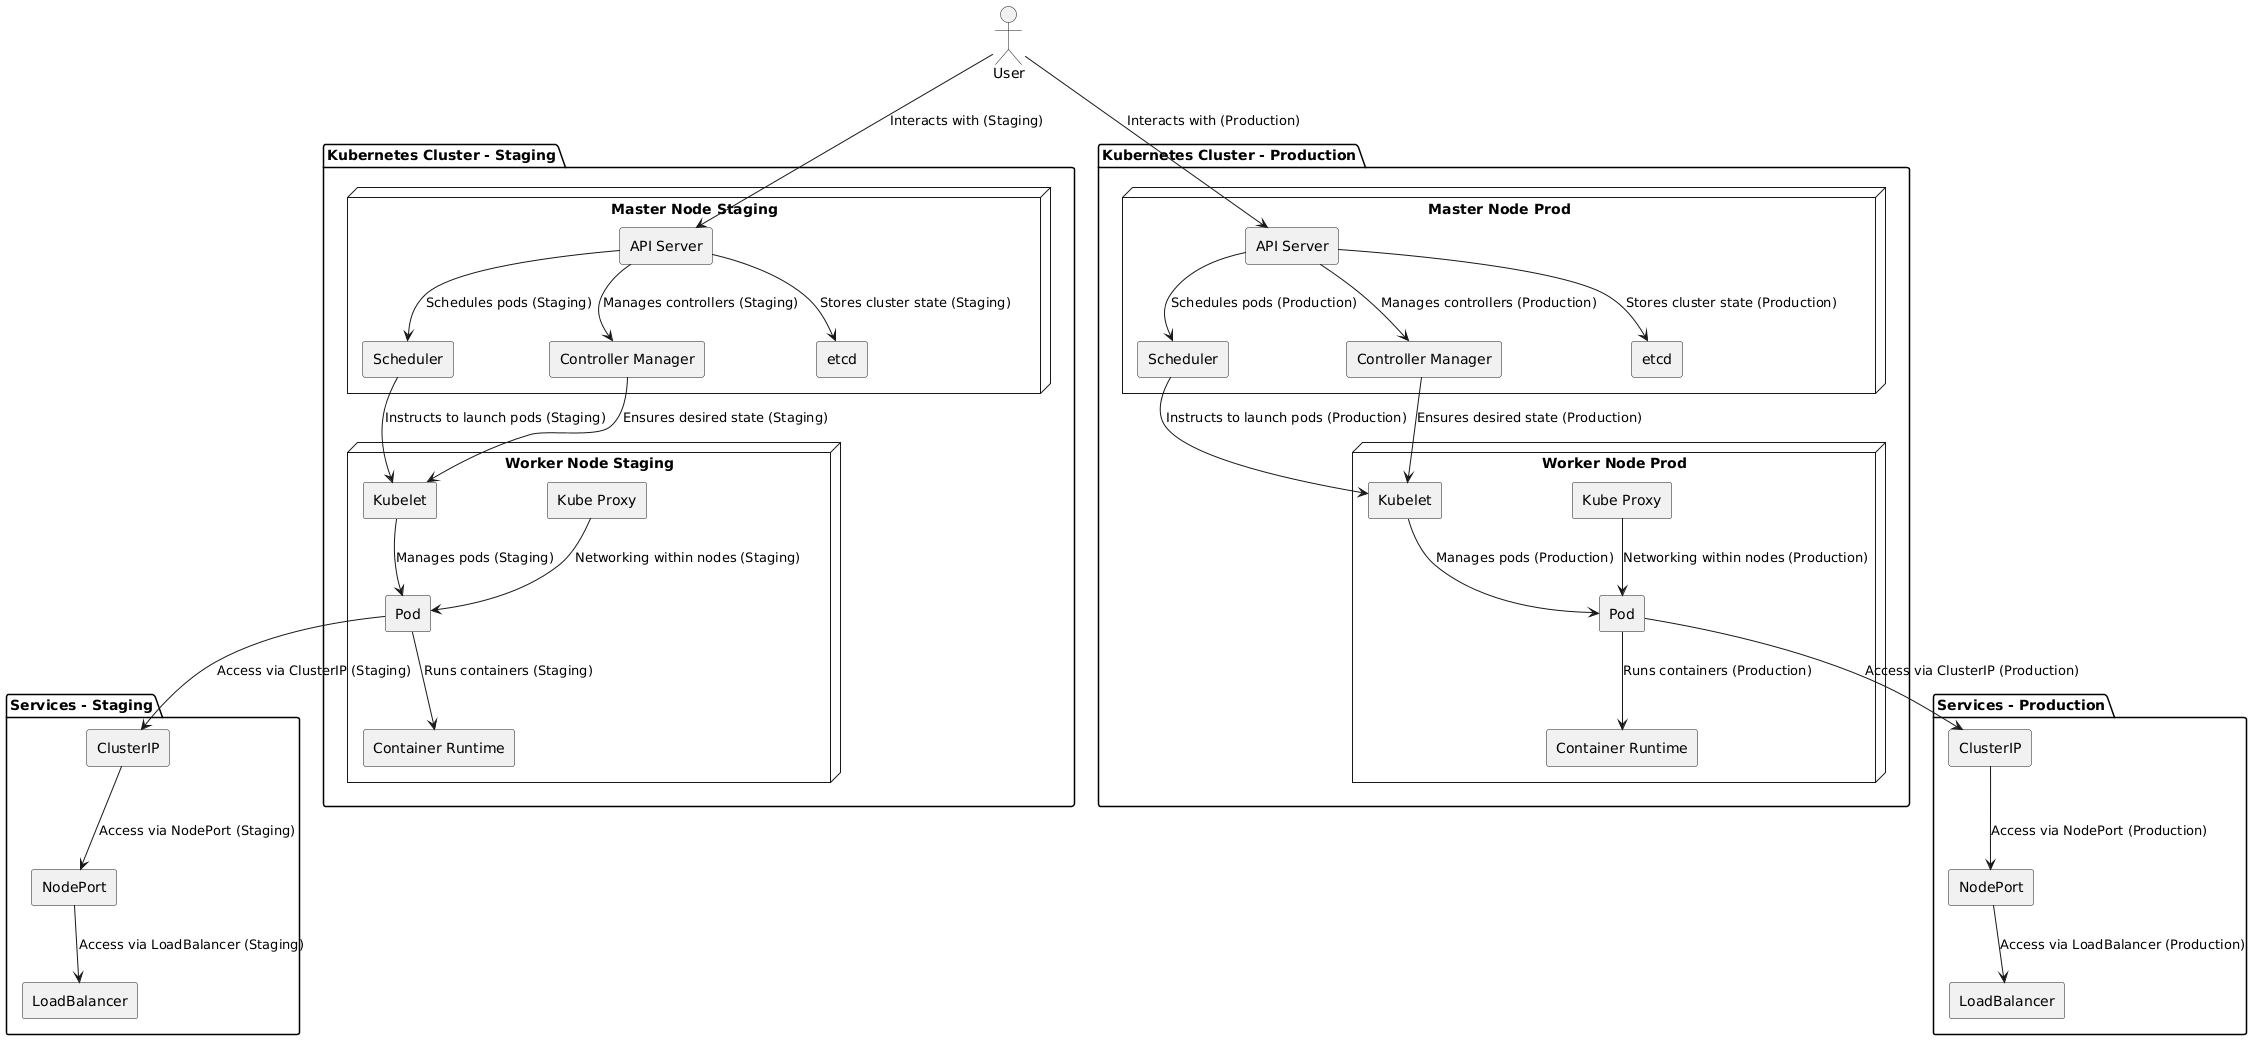 User
Interacts with (Staging)
Interacts with (Production)
Kubernetes Cluster - Staging
Master Node Staging
API Server
Schedules pods (Staging)
Manages controllers (Staging)
Stores cluster state (Staging)
Scheduler
Controller Manager
etcd
Instructs to launch pods (Staging)
Ensures desired state (Staging)
Worker Node Staging
Kubelet
Kube Proxy
Manages pods (Staging)
Networking within nodes (Staging)
Pod
Access via ClusterIP (Staging)
Runs containers (Staging)
Container Runtime
Services - Staging
ClusterIP
Access via NodePort (Staging)
NodePort
Access via LoadBalancer (Staging)
LoadBalancer
Kubernetes Cluster - Production
Master Node Prod
API Server
Schedules pods (Production)
Manages controllers (Production)
Stores cluster state (Production)
Scheduler
Controller Manager
etcd
Instructs to launch pods (Production)
Ensures desired state (Production)
Worker Node Prod
Kubelet
Kube Proxy
Manages pods (Production)
Networking within nodes (Production)
Pod
Runs containers (Production)
Access via ClusterIP (Production)
Container Runtime
Services - Production
ClusterIP
Access via NodePort (Production)
NodePort
Access via LoadBalancer (Production)
LoadBalancer